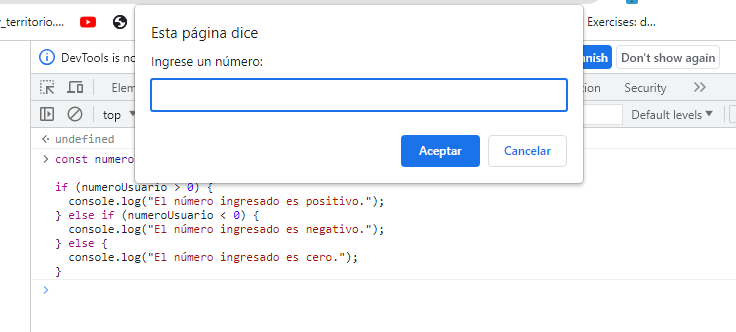 _territorio...
Exercises: d...
Esta página dice
Ingrese un número:
Aceptar
Cancelar
DevTools is no
Don't show again
Elem
Security
top
Default levels
undefined
const numero
if (numeroUsuario > 0) {
console.log("El número ingresado es positivo.");
} else if (numeroUsuario < 0) {
console.log("El número ingresado es negativo.");
} else {
console.log("El número ingresado es cero.");
}